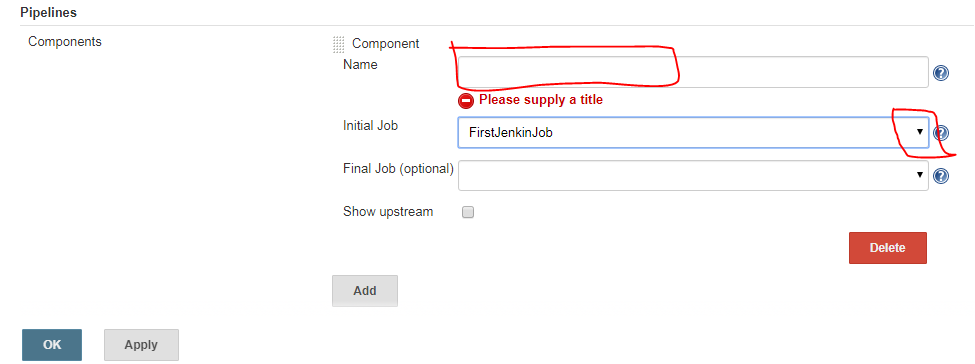 Pipelines
Components
Component
Name
Please supply a title
Initial Job
FirstJenkinJob
Final Job (optional)
Show upstream
Delete
Add
OK
Apply